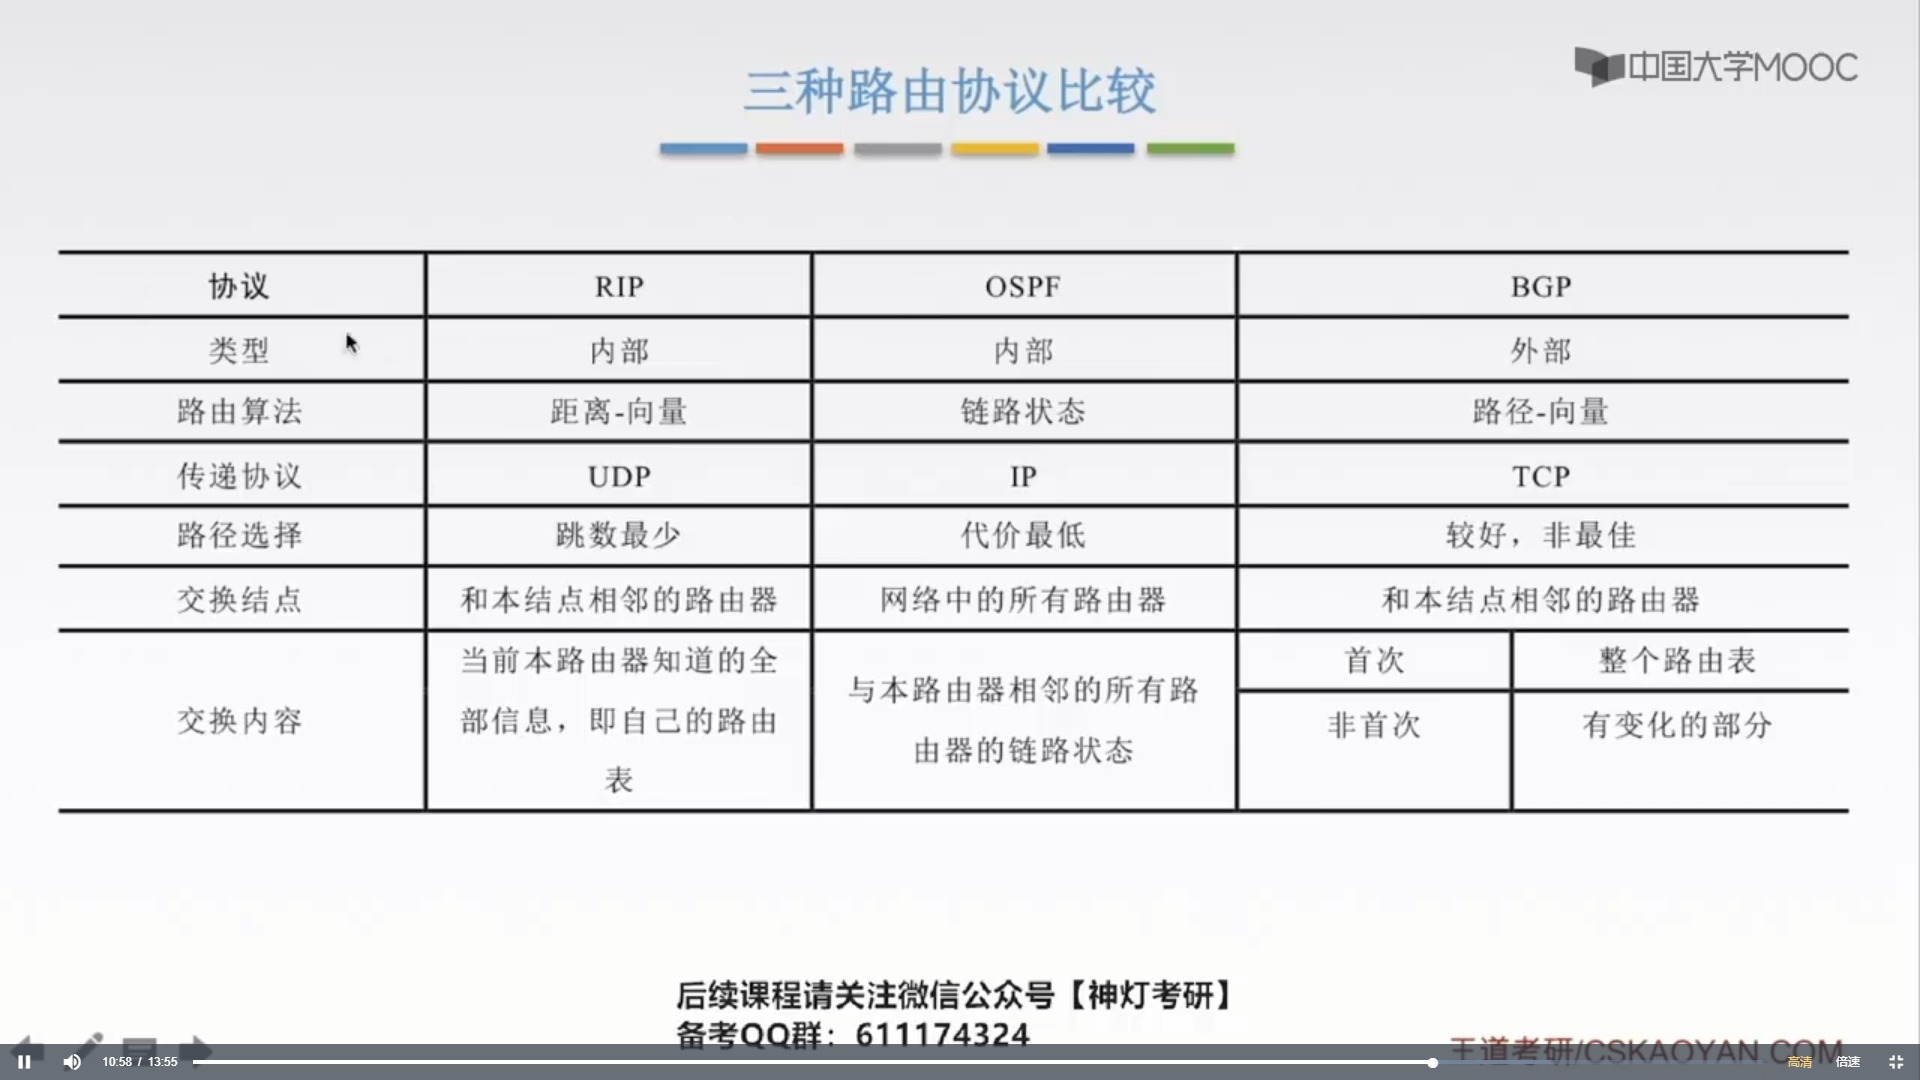 中国大学MOOC
三种路由协议比较
协议 RIP OSPF BGP
类型 内部 内部 外部
路由算法 距离-向量 链路状态 路径-向量
传递协议 UDP IP TCP
路径选择 跳数最少 代价最低 较好，非最佳
交换结点 和本结点相邻的路由器 网络中的所有路由器 和本结点相邻的路由器
交换内容
当前本路由器知道的全
部信息，即自己的路由
表
与本路由器相邻的所有路
由器的链路状态
首次 整个路由表
非首次 有变化的部分
后续课程请关注微信公众号【神灯考研】
备考QQ群：611174324
王道考研/CSKAOYAN.COM
10:58 / 13:55
高清 倍速